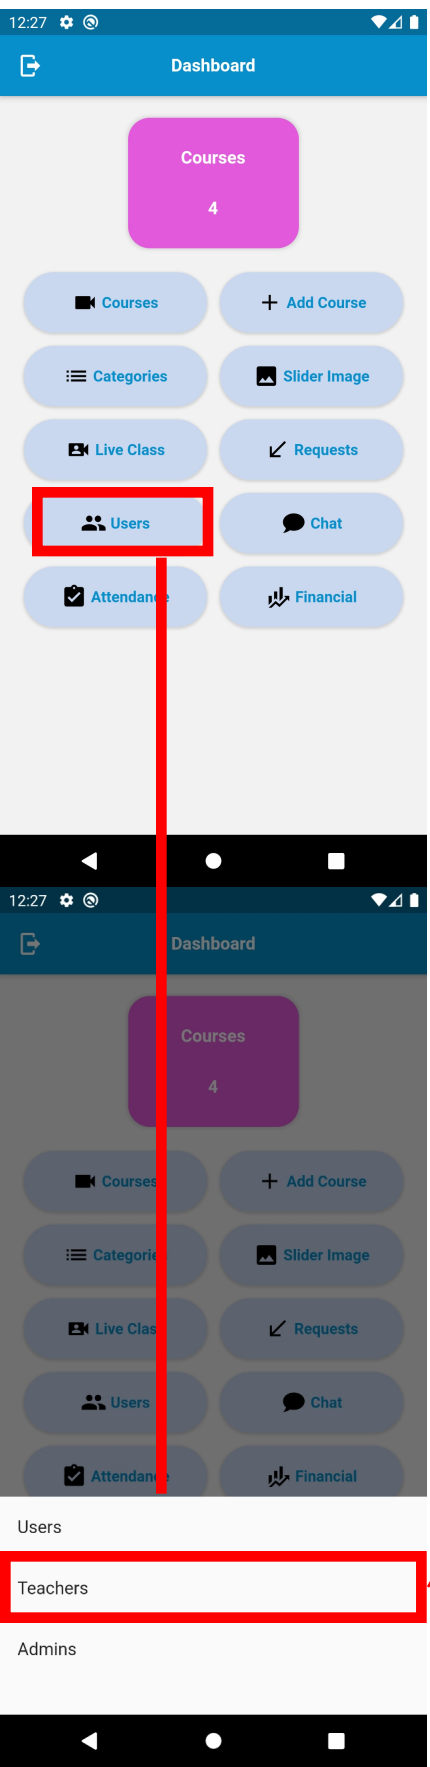 12:27
Dashboard
Courses
4
Courses
Add Course
Categories
Slider Image
Live Class
Requests
Users
Chat
Attendance
Financial
12:27
Dashboard
Courses
4
Courses
Add Course
Categories
Slider Image
Live Class
Requests
Users
Chat
Attendance
Financial
Users
Teachers
Admins